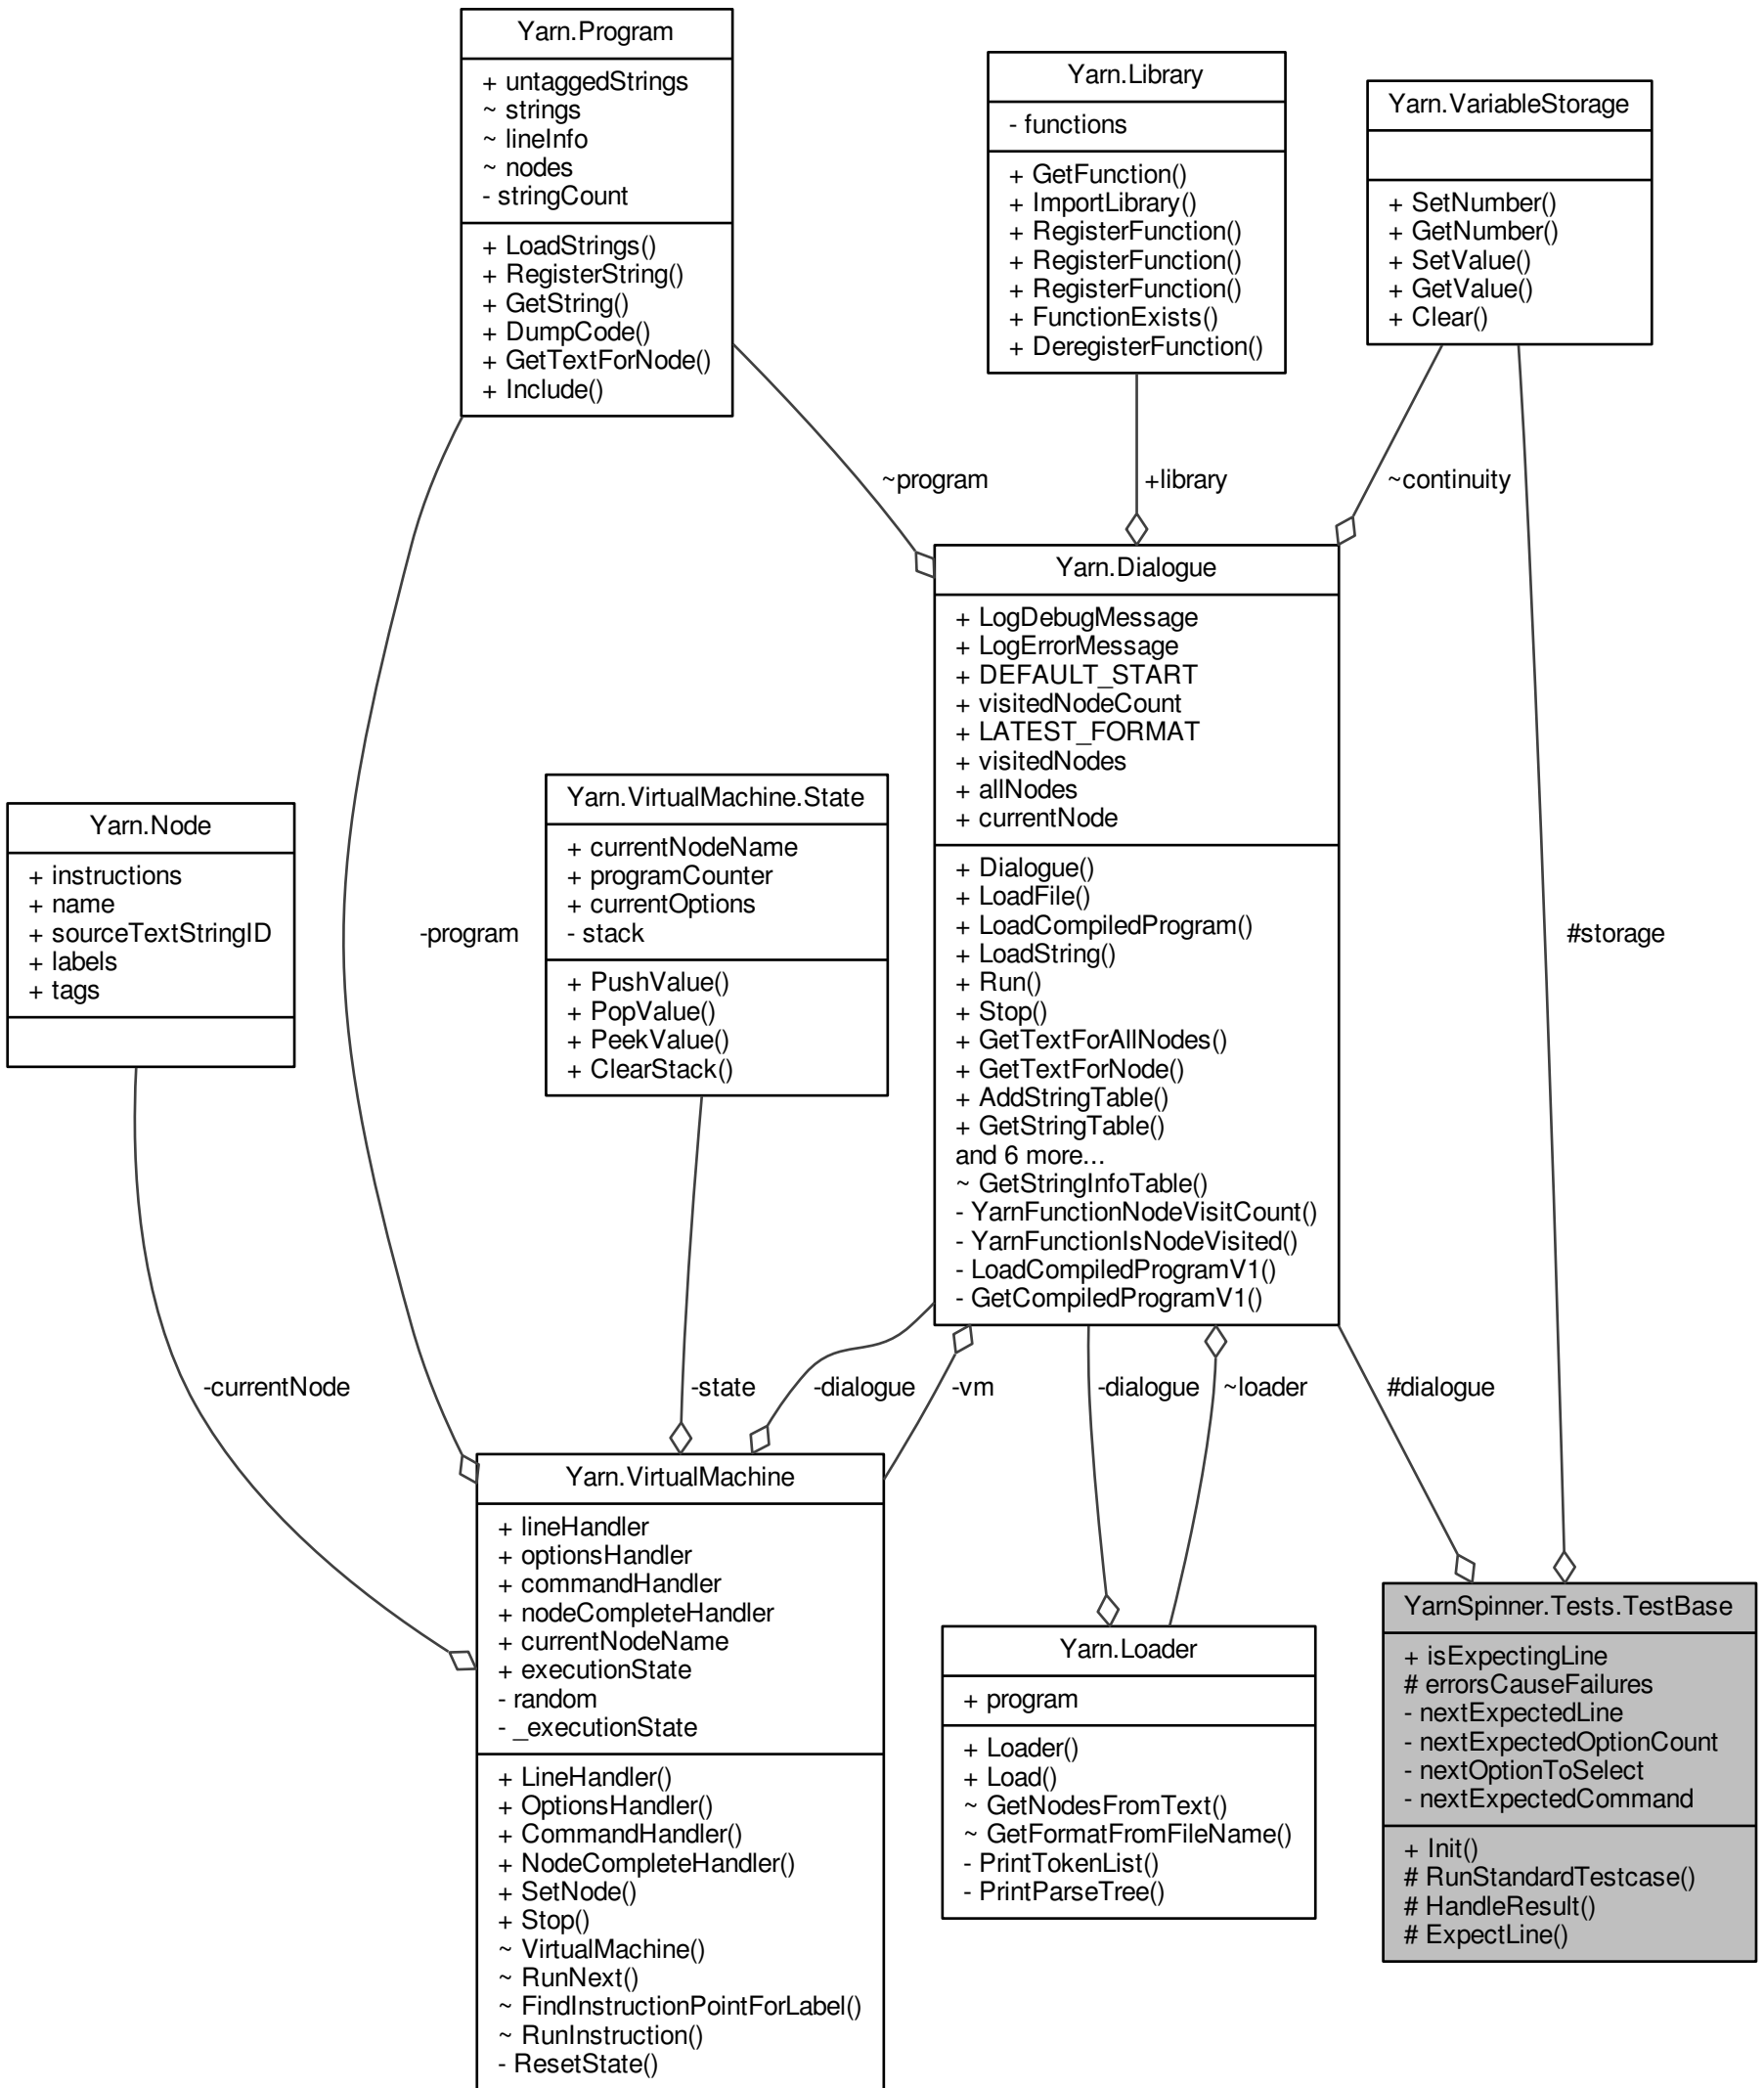 Yarn.Program
+ untaggedStrings
~ strings
~ lineInfo
~ nodes
- stringCount
+ LoadStrings()
+ RegisterString()
+ GetString()
+ DumpCode()
+ GetTextForNode()
+ Include()
Yarn.Library
- functions
+ GetFunction()
+ ImportLibrary()
+ RegisterFunction()
+ RegisterFunction()
+ RegisterFunction()
+ FunctionExists()
+ DeregisterFunction()
Yarn.VariableStorage
+ SetNumber()
+ GetNumber()
+ SetValue()
+ GetValue()
+ Clear()
~program
+library
~continuity
Yarn.Dialogue
+ LogDebugMessage
+ LogErrorMessage
+ DEFAULT_START
+ visitedNodeCount
+ LATEST_FORMAT
+ visitedNodes
+ allNodes
+ currentNode
+ Dialogue()
+ LoadFile()
+ LoadCompiledProgram()
+ LoadString()
+ Run()
+ Stop()
+ GetTextForAllNodes()
+ GetTextForNode()
+ AddStringTable()
+ GetStringTable()
and 6 more...
~ GetStringInfoTable()
- YarnFunctionNodeVisitCount()
- YarnFunctionIsNodeVisited()
- LoadCompiledProgramV1()
- GetCompiledProgramV1()
Yarn.Node
+ instructions
+ name
+ sourceTextStringID
+ labels
+ tags
-program
Yarn.VirtualMachine.State
+ currentNodeName
+ programCounter
+ currentOptions
- stack
+ PushValue()
+ PopValue()
+ PeekValue()
+ ClearStack()
#storage
-currentNode
-state
-dialogue
-vm
-dialogue
~loader
#dialogue
Yarn.VirtualMachine
+ lineHandler
+ optionsHandler
+ commandHandler
+ nodeCompleteHandler
+ currentNodeName
+ executionState
- random
- _executionState
+ LineHandler()
+ OptionsHandler()
+ CommandHandler()
+ NodeCompleteHandler()
+ SetNode()
+ Stop()
~ VirtualMachine()
~ RunNext()
~ FindInstructionPointForLabel()
~ RunInstruction()
- ResetState()
Yarn.Loader
+ program
+ Loader()
+ Load()
~ GetNodesFromText()
~ GetFormatFromFileName()
- PrintTokenList()
- PrintParseTree()
YarnSpinner.Tests.TestBase
+ isExpectingLine
# errorsCauseFailures
- nextExpectedLine
- nextExpectedOptionCount
- nextOptionToSelect
- nextExpectedCommand
+ Init()
# RunStandardTestcase()
# HandleResult()
# ExpectLine()